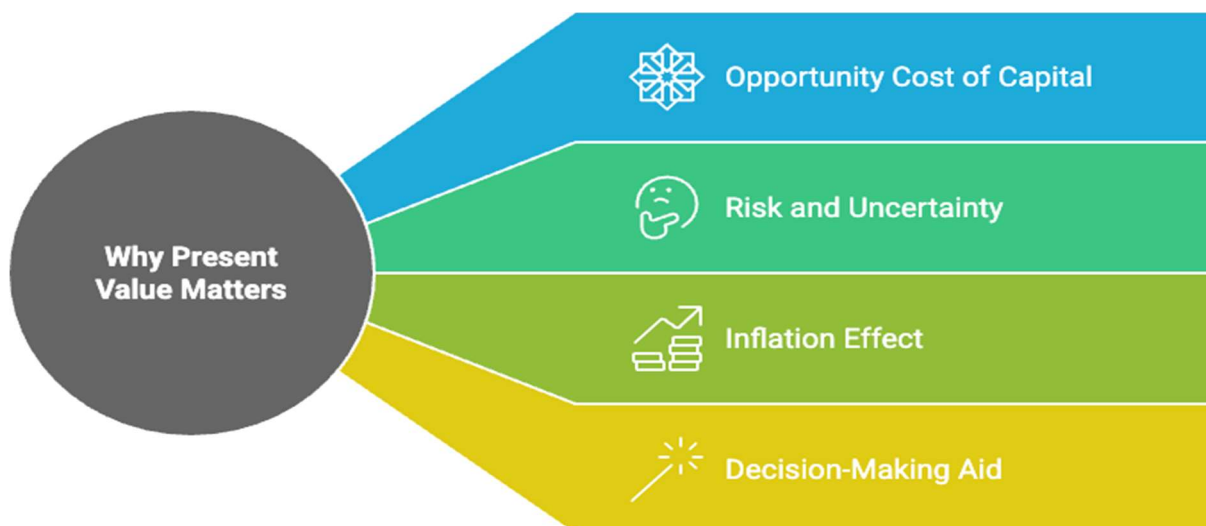 Why Present
Value Matters
Opportunity Cost of Capital
Risk and Uncertainty
Inflation Effect
Decision-Making Aid